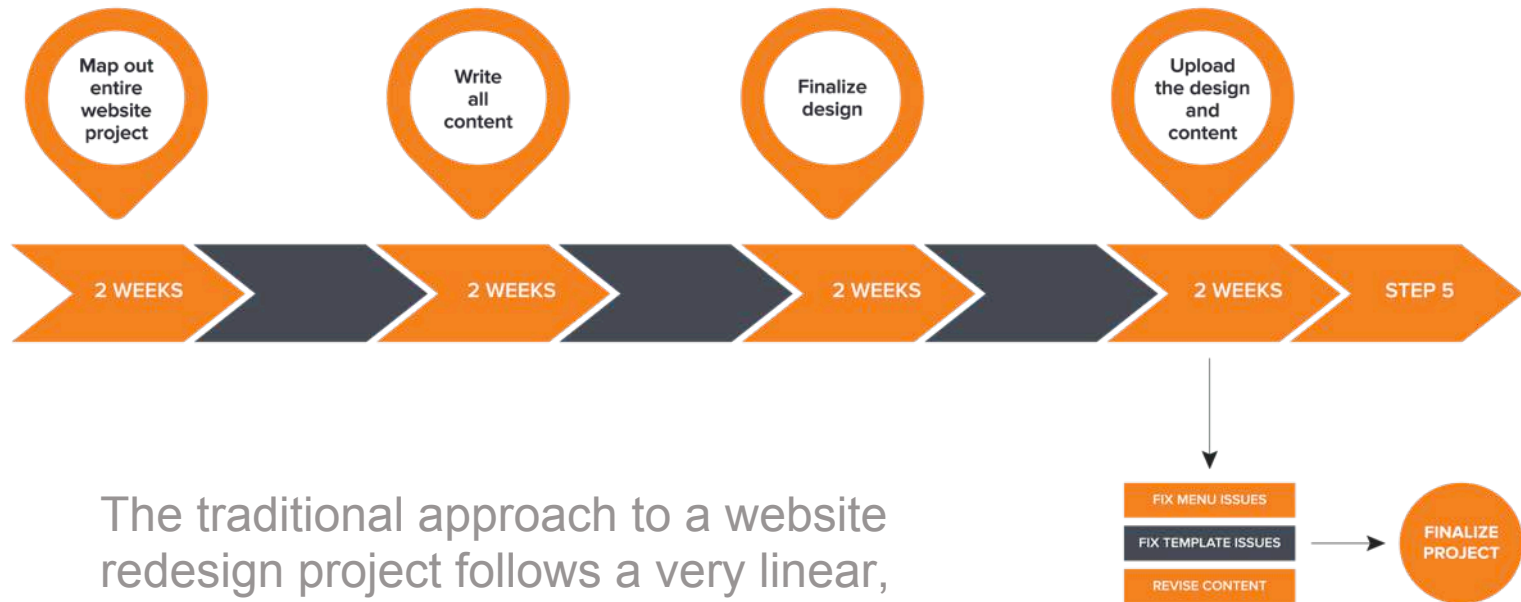 Map out
entire
website
project
Write
all
content
Finalize
design
Upload
the design
and
content
2 WEEKS
2 WEEKS
2 WEEKS
2 WEEKS
STEP 5
FIX MENU ISSUES
FIX TEMPLATE ISSUES
REVISE CONTENT
FINALIZE
PROJECT
The traditional approach to a website
redesign project follows a very linear,